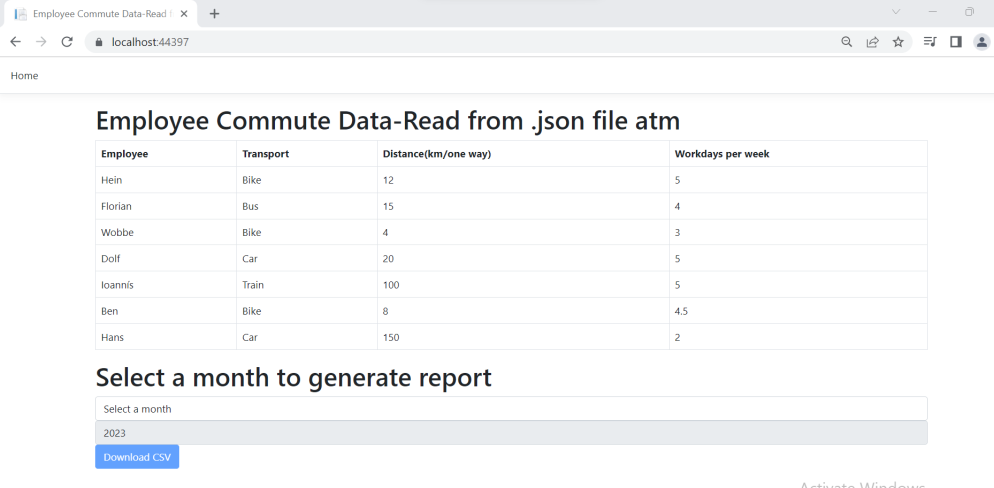 Employee Commute Data-Read
localhost:44397
Home
Employee Commute Data-Read from .json file atm
Employee Transport Distance(km/one way) Workdays per week
Hein Bike 12 5
Florian Bus 15 4
Wobbe Bike 4 3
Dolf Car 20 5
Ioannís Train 100 5
Ben Bike 8 4.5
Hans Car 150 2
Select a month to generate report
Select a month
2023
Download CSV
Activate Windows